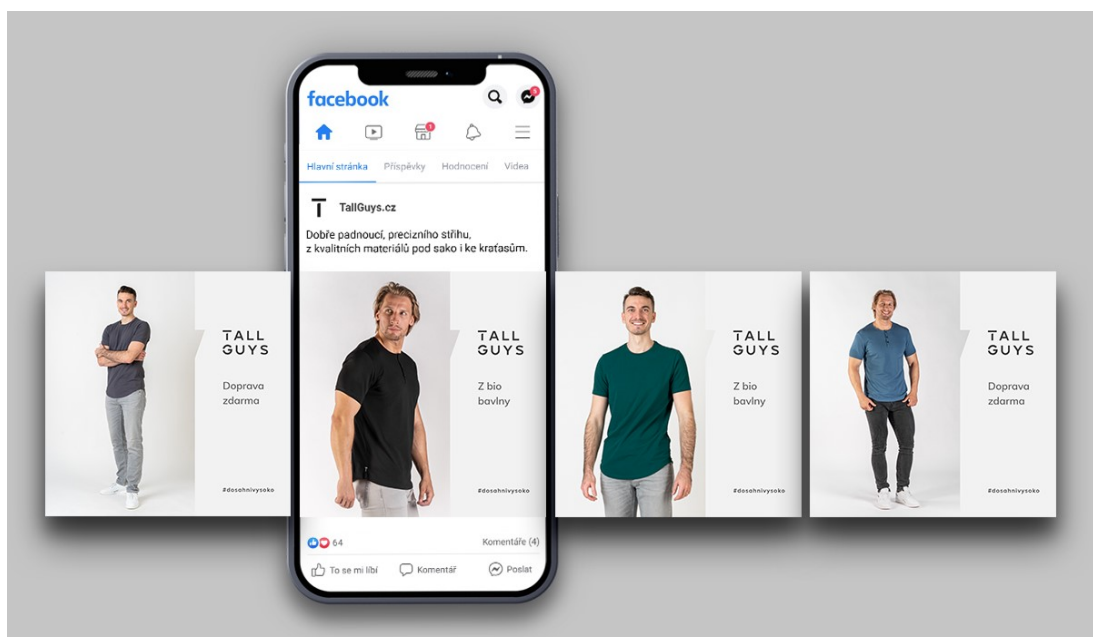 facebook
5
1
Hlavní stránka Příspěvky Hodnocení Videa
TallGuys.cz
Dobře padnoucí, precizního střihu,
z kvalitních materiálů pod sako i ke kraťasům.
TALL
GUYS
Doprava
zdarma
#dosahnivysoko
TALL
GUYS
Z bio
bavlny
TALL
GUYS
Z bio
bavlny
#dosahnivysoko
TALL
GUYS
Doprava
zdarma
#dosahnivysoko
#dosahnivysoko
64 Komentáře (4)
To se mi líbí Komentář Poslat